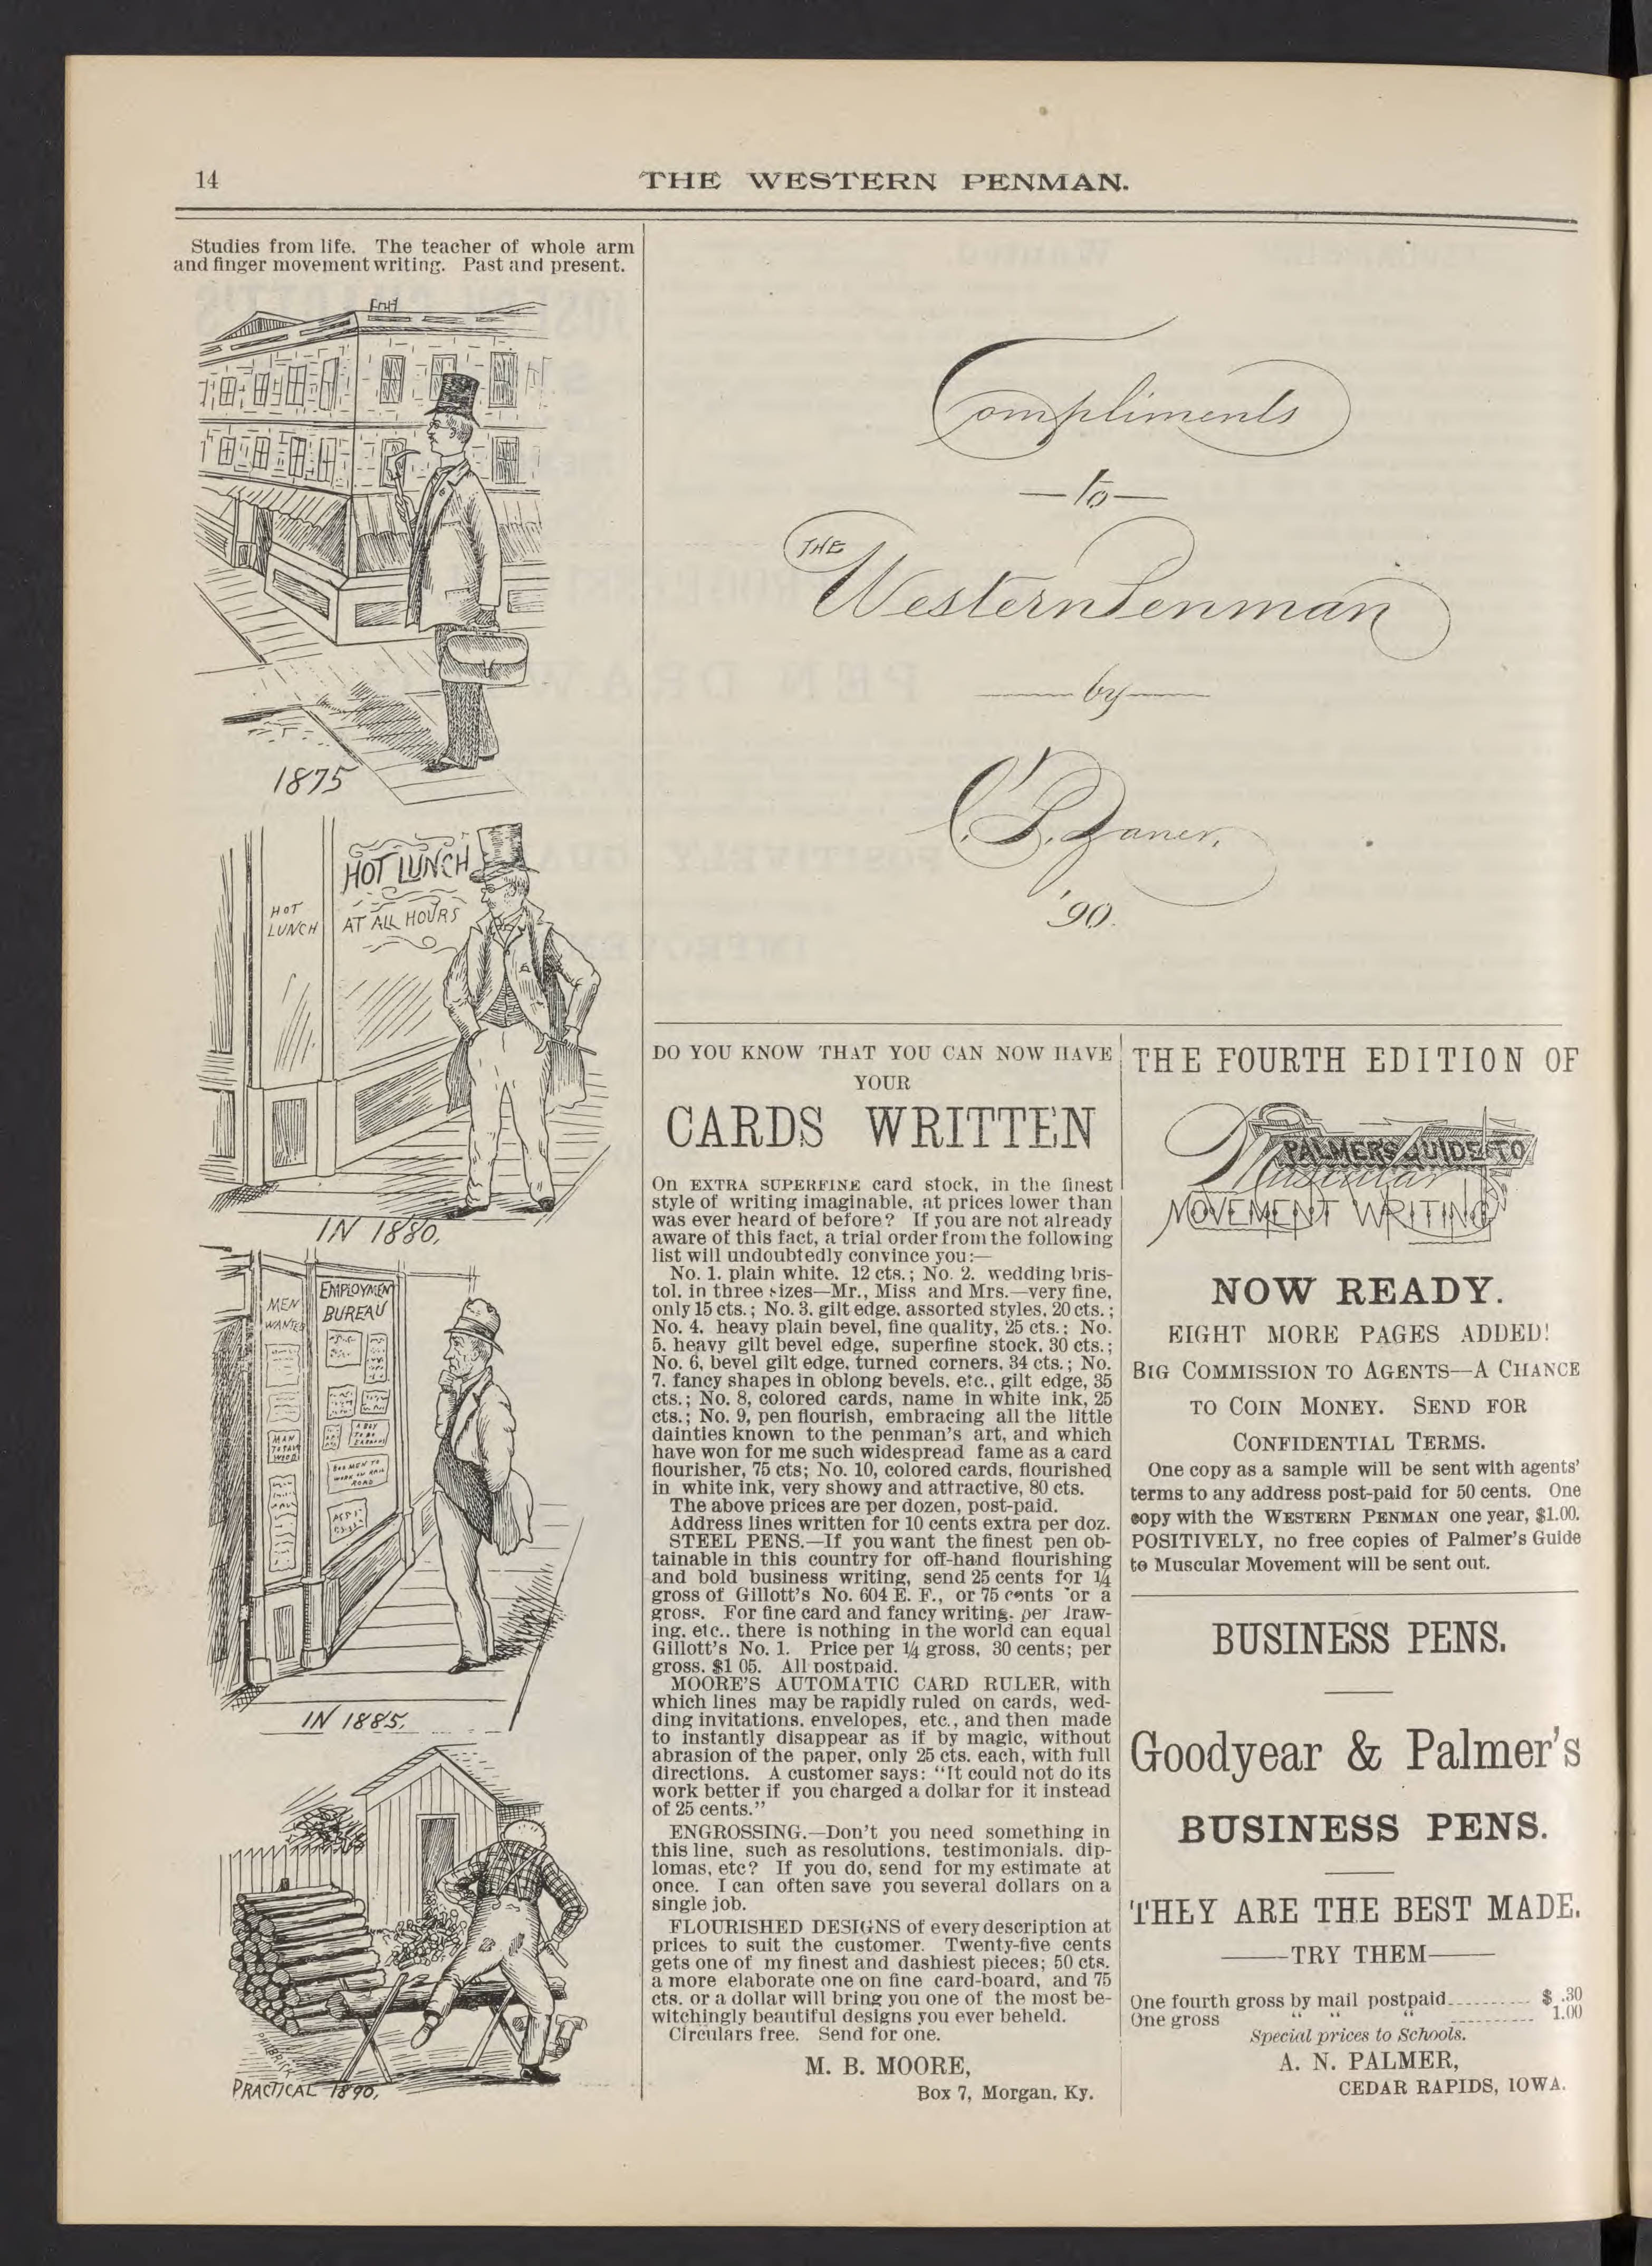 14
THE WESTERN PENMAN.
Studies from life. The teacher of whole arm
and finger movement writing. Past and present.
1875
HOT LUNCH
AT ALL HOURS
HOT
LUNCH
IN 1880.
EMPLOYMEN
BUREAU
MEN
WANTED
MAN
A BOY
TO BE
MEN TO
WORK ON RAIL
ROAD
IN 1885.
PHILBRICK
PRACTICAL 1890.
Compliments
—to—
THE
Western Penman
—by—
C. P. Zaner,
'90.
DO YOU KNOW THAT YOU CAN NOW HAVE
YOUR
CARDS WRITTEN
On EXTRA SUPERFINE card stock, in the finest
style of writing imaginable, at prices lower than
was ever heard of before? If you are not already
aware of this fact, a trial order from the following
list will undoubtedly convince you:—
No. 1, plain white, 12 cts.; No. 2, wedding bris-
tol, in three sizes—Mr., Miss and Mrs.—very fine,
only 15 cts.; No. 3, gilt edge, assorted styles, 20 cts.;
No. 4, heavy plain bevel, fine quality, 25 cts.; No.
5, heavy gilt bevel edge, superfine stock, 30 cts.;
No. 6, bevel gilt edge, turned corners, 34 cts.; No.
7, fancy shapes in oblong bevels, etc., gilt edge, 35
cts.; No. 8, colored cards, name in white ink, 25
cts.; No. 9, pen flourish, embracing all the little
dainties known to the penman's art, and which
have won for me such widespread fame as a card
flourisher, 75 cts; No. 10, colored cards, flourished
in white ink, very showy and attractive, 80 cts.
The above prices are per dozen, post-paid.
Address lines written for 10 cents extra per doz.
STEEL PENS.—If you want the finest pen ob-
tainable in this country for off-hand flourishing
and bold business writing, send 25 cents for ¼
gross of Gillott's No. 604 E. F., or 75 cents for a
gross. For fine card and fancy writing, per draw-
ing, etc., there is nothing in the world can equal
Gillott's No. 1. Price per ¼ gross, 30 cents; per
gross, $1 05. All postpaid.
MOORE'S AUTOMATIC CARD RULER, with
which lines may be rapidly ruled on cards, wed-
ding invitations, envelopes, etc., and then made
to instantly disappear as if by magic, without
abrasion of the paper, only 25 cts. each, with full
directions. A customer says: "It could not do its
work better if you charged a dollar for it instead
of 25 cents."
ENGROSSING.—Don't you need something in
this line, such as resolutions, testimonials, dip-
lomas, etc? If you do, send for my estimate at
once. I can often save you several dollars on a
single job.
FLOURISHED DESIGNS of every description at
prices to suit the customer. Twenty-five cents
gets one of my finest and dashiest pieces; 50 cts.
a more elaborate one on fine card-board, and 75
cts. or a dollar will bring you one of the most be-
witchingly beautiful designs you ever beheld.
Circulars free. Send for one.
M. B. MOORE,
Box 7, Morgan, Ky.
THE FOURTH EDITION OF
PALMER'S GUIDE TO
Muscular
MOVEMENT WRITING
NOW READY.
EIGHT MORE PAGES ADDED!
BIG COMMISSION TO AGENTS—A CHANCE
TO COIN MONEY. SEND FOR
CONFIDENTIAL TERMS.
One copy as a sample will be sent with agents'
terms to any address post-paid for 50 cents. One
copy with the WESTERN PENMAN one year, $1.00.
POSITIVELY, no free copies of Palmer's Guide
to Muscular Movement will be sent out.
BUSINESS PENS.
Goodyear & Palmer's
BUSINESS PENS.
THEY ARE THE BEST MADE.
——TRY THEM——
One fourth gross by mail postpaid---------- $ .30
One gross " " " ---------- 1.00
Special prices to Schools.
A. N. PALMER,
CEDAR RAPIDS, IOWA.